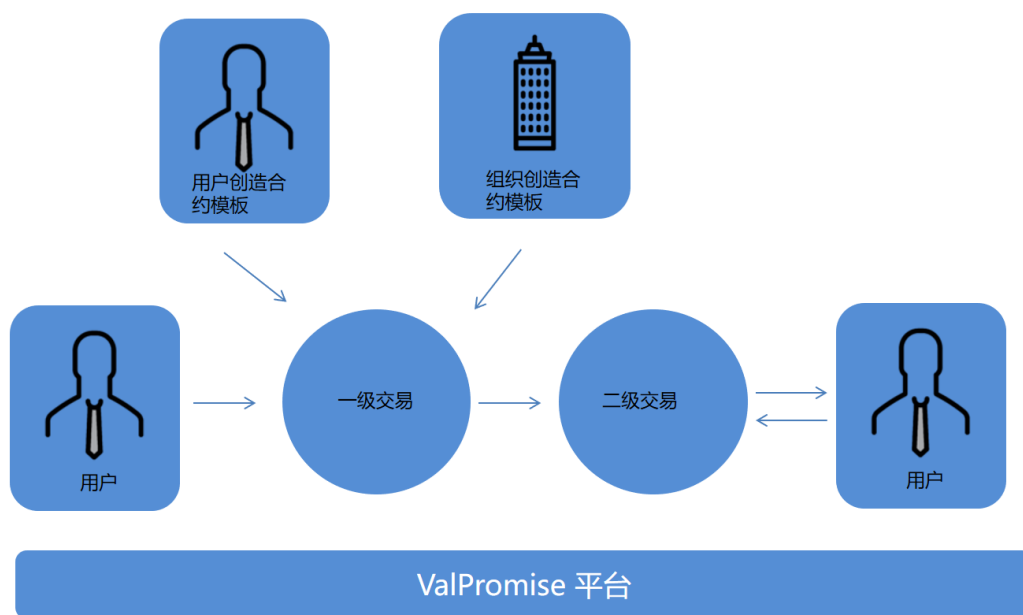 用户创造合
约模板
组织创造合
约模板
用户
一级交易
二级交易
用户
ValPromise 平台